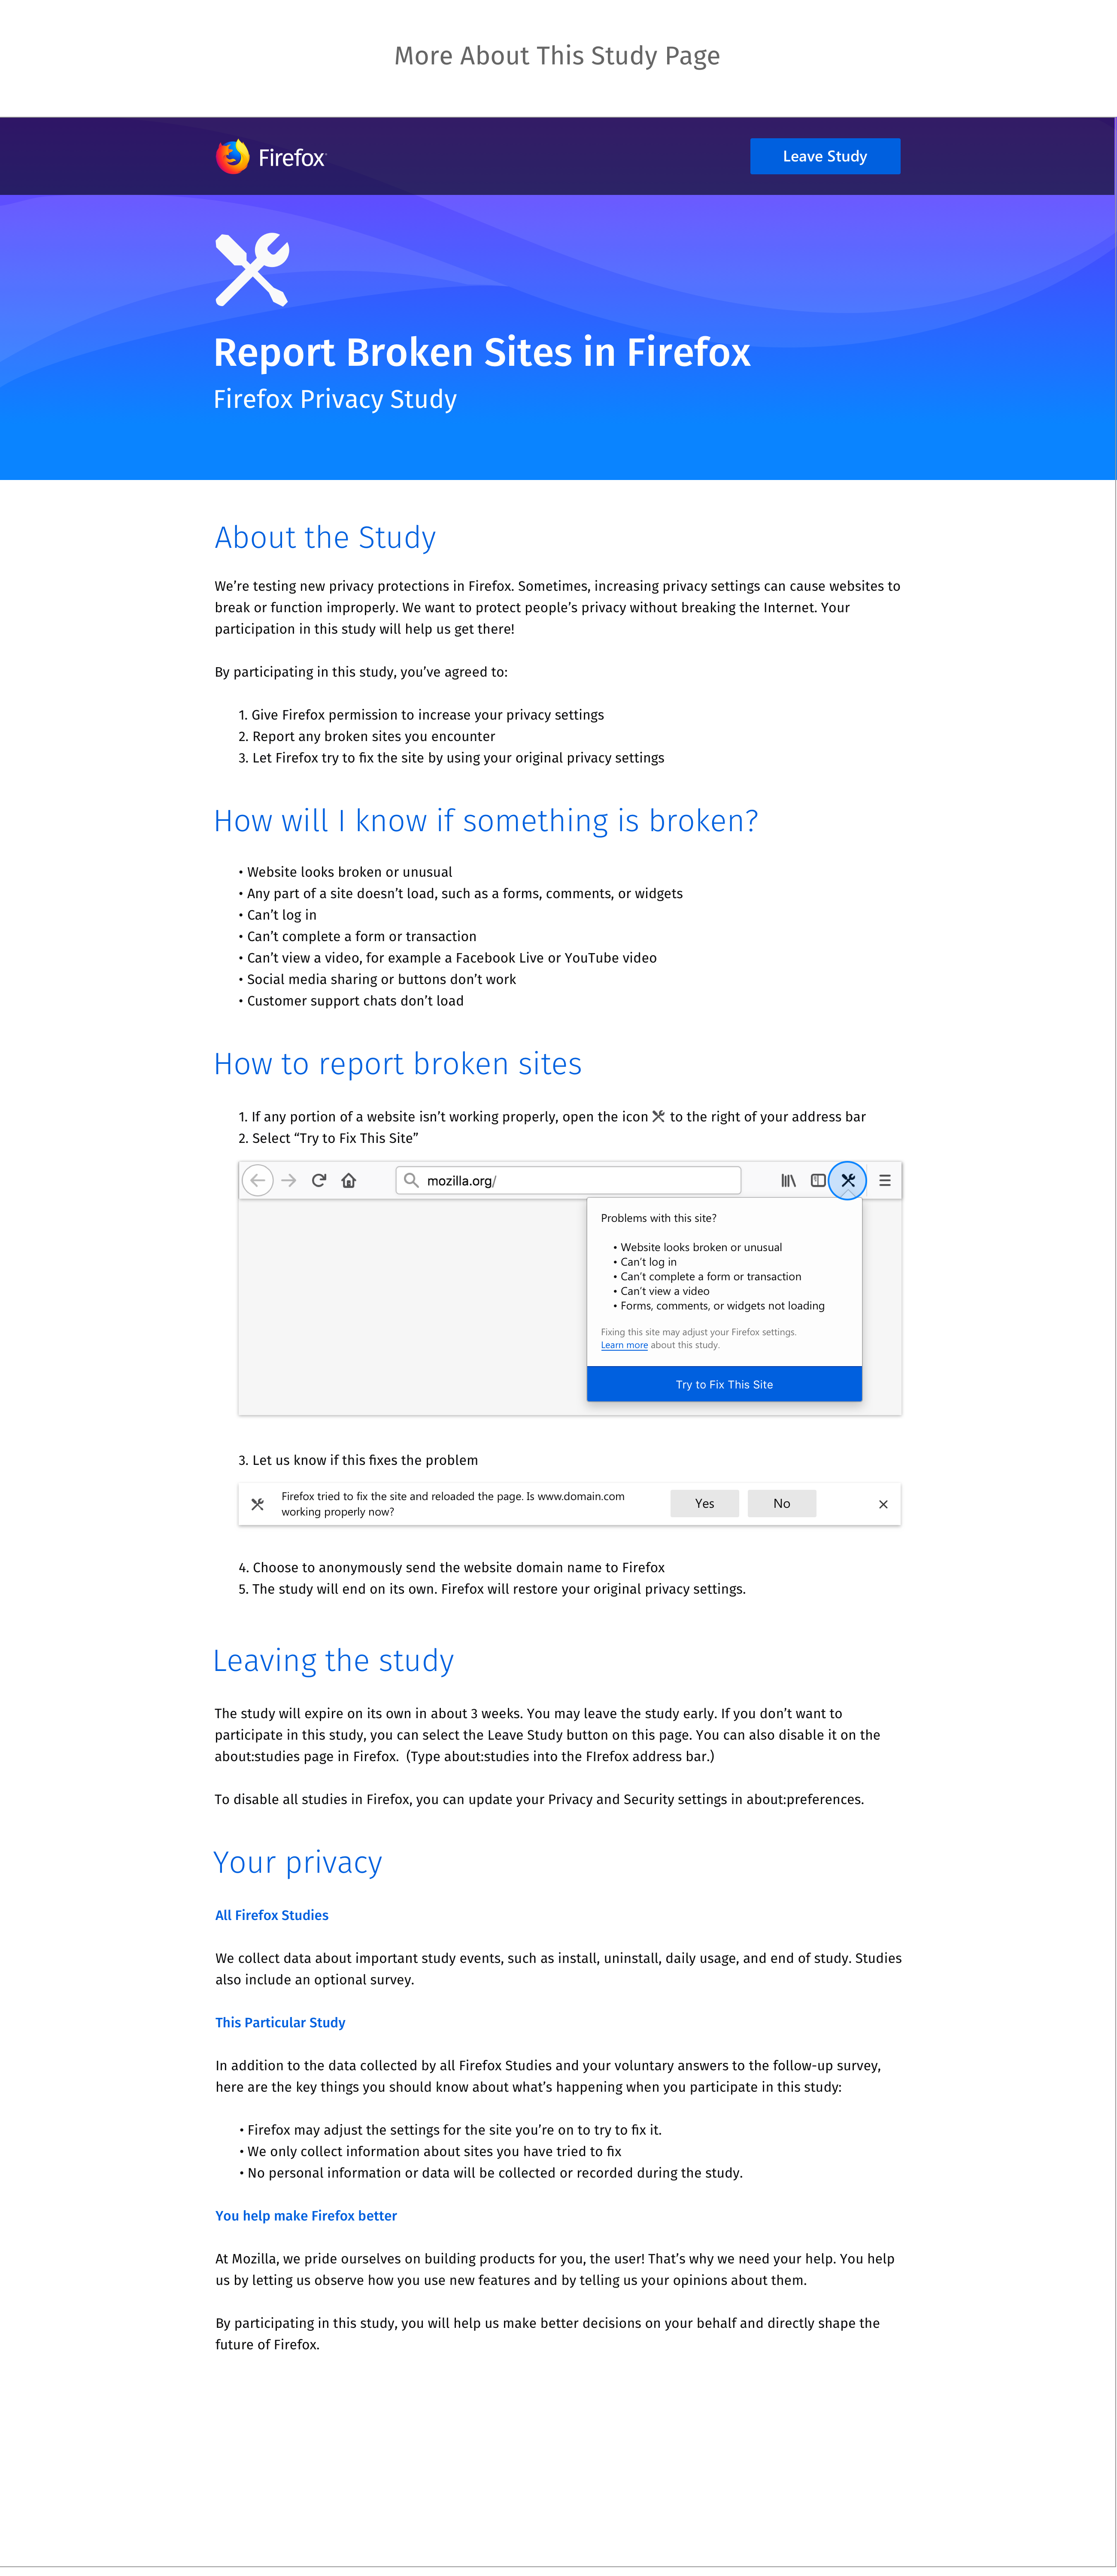 More About This Study Page
Firefox
Leave Study
Report Broken Sites in Firefox
Firefox Privacy Study
About the Study
We’re testing new privacy protections in Firefox. Sometimes, increasing privacy settings can cause websites to
break or function improperly. We want to protect people’s privacy without breaking the Internet. Your
participation in this study will help us get there!
By participating in this study, you’ve agreed to:
1. Give Firefox permission to increase your privacy settings
2. Report any broken sites you encounter
3. Let Firefox try to fix the site by using your original privacy settings
How will I know if something is broken?
• Website looks broken or unusual
• Any part of a site doesn’t load, such as a forms, comments, or widgets
• Can’t log in
• Can’t complete a form or transaction
• Can’t view a video, for example a Facebook Live or YouTube video
• Social media sharing or buttons don’t work
• Customer support chats don’t load
How to report broken sites
1. If any portion of a website isn’t working properly, open the icon to the right of your address bar
2. Select “Try to Fix This Site”
mozilla.org/
Problems with this site?
• Website looks broken or unusual
• Can’t log in
• Can’t complete a form or transaction
• Can’t view a video
• Forms, comments, or widgets not loading
Fixing this site may adjust your Firefox settings.
Learn more about this study.
Try to Fix This Site
3. Let us know if this fixes the problem
Firefox tried to fix the site and reloaded the page. Is www.domain.com
working properly now?
Yes
No
4. Choose to anonymously send the website domain name to Firefox
5. The study will end on its own. Firefox will restore your original privacy settings.
Leaving the study
The study will expire on its own in about 3 weeks. You may leave the study early. If you don’t want to
participate in this study, you can select the Leave Study button on this page. You can also disable it on the
about:studies page in Firefox. (Type about:studies into the FIrefox address bar.)
To disable all studies in Firefox, you can update your Privacy and Security settings in about:preferences.
Your privacy
All Firefox Studies
We collect data about important study events, such as install, uninstall, daily usage, and end of study. Studies
also include an optional survey.
This Particular Study
In addition to the data collected by all Firefox Studies and your voluntary answers to the follow-up survey,
here are the key things you should know about what’s happening when you participate in this study:
• Firefox may adjust the settings for the site you’re on to try to fix it.
• We only collect information about sites you have tried to fix
• No personal information or data will be collected or recorded during the study.
You help make Firefox better
At Mozilla, we pride ourselves on building products for you, the user! That’s why we need your help. You help
us by letting us observe how you use new features and by telling us your opinions about them.
By participating in this study, you will help us make better decisions on your behalf and directly shape the
future of Firefox.